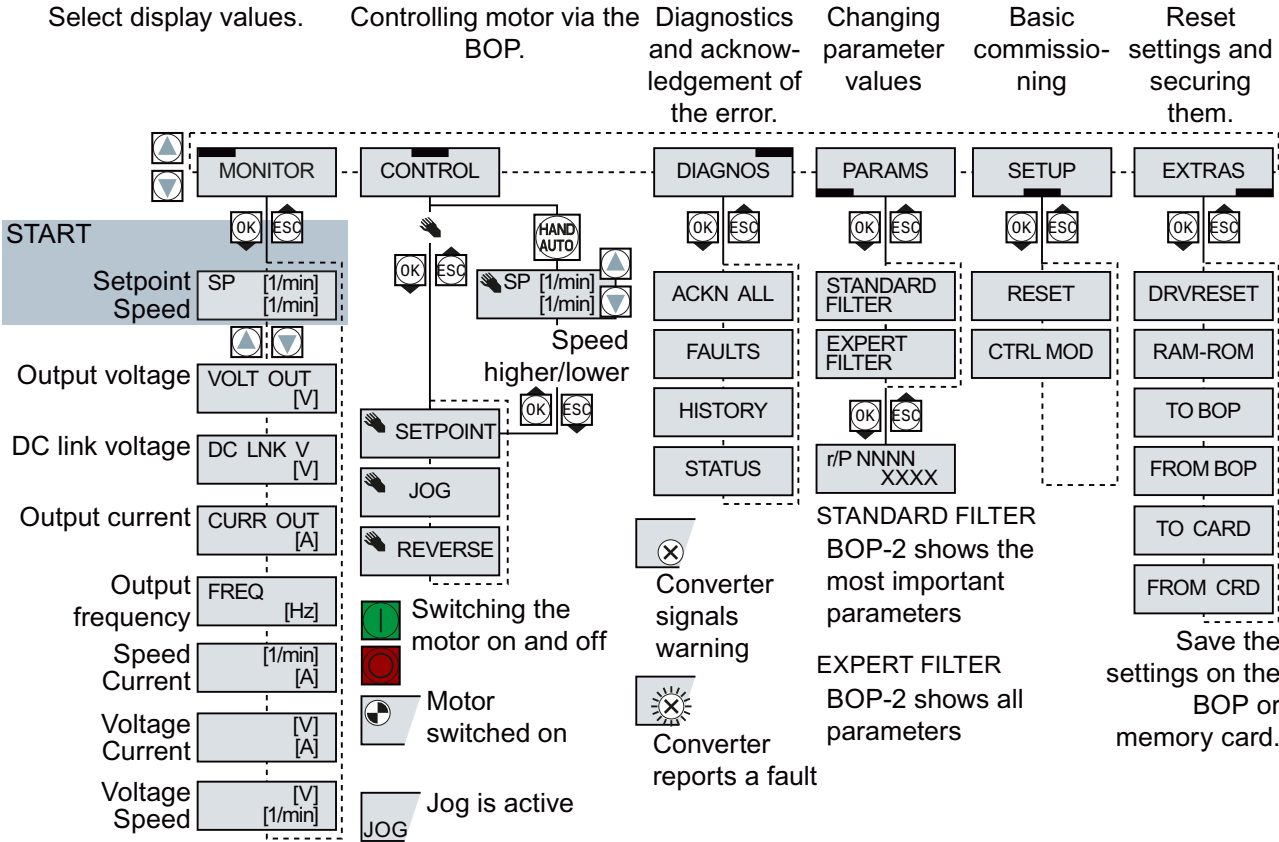 Select display values.
Controlling motor via the
BOP.
Diagnostics
and acknow-
ledgement of
the error.
Changing
parameter
values
Basic
commissio-
ning
Reset
settings and
securing
them.
MONITOR
CONTROL
DIAGNOS
PARAMS
SETUP
EXTRAS
START
OK ESC
Setpoint
Speed
SP [1/min]
[1/min]
Output voltage
VOLT OUT
[V]
DC link voltage
DC LNK V
[V]
Output current
CURR OUT
[A]
Output
frequency
FREQ
[Hz]
Speed
Current
[1/min]
[A]
Voltage
Current
[V]
[A]
Voltage
Speed
[V]
[1/min]
HAND
AUTO
OK ESC
SP [1/min]
[1/min]
Speed
higher/lower
OK ESC
SETPOINT
JOG
REVERSE
Switching the
motor on and off
Motor
switched on
JOG
Jog is active
OK ESC
ACKN ALL
FAULTS
HISTORY
STATUS
Converter
signals
warning
Converter
reports a fault
OK ESC
STANDARD
FILTER
EXPERT
FILTER
OK ESC
r/P NNNN
XXXX
STANDARD FILTER
BOP-2 shows the
most important
parameters
EXPERT FILTER
BOP-2 shows all
parameters
OK ESC
RESET
CTRL MOD
OK ESC
DRVRESET
RAM-ROM
TO BOP
FROM BOP
TO CARD
FROM CRD
Save the
settings on the
BOP or
memory card.